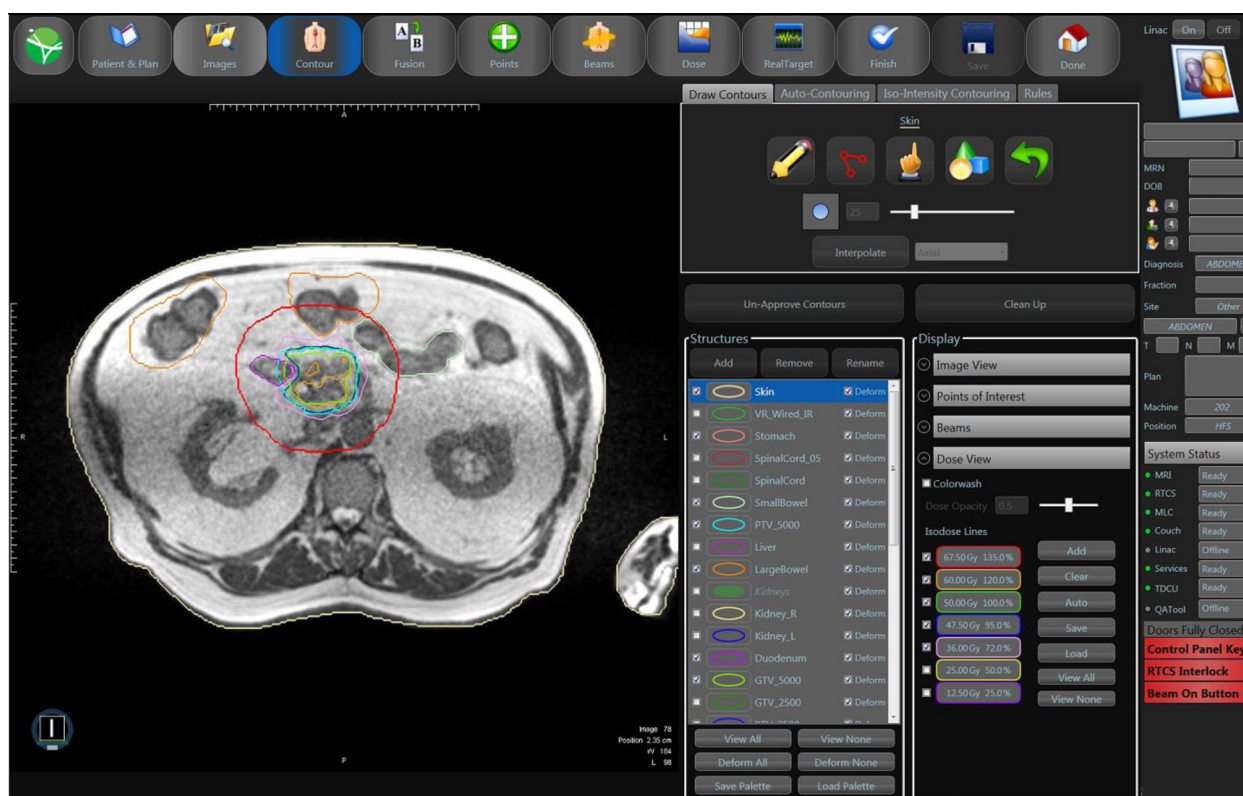 Patient & Plan
Images
Contour
A
B
Fusion
Points
Beams
Dose
RealTarget
Finish
Save
Done
Linac On Off
Draw Contours Auto-Contouring Iso-Intensity Contouring Rules
A
Skin
25
Interpolate Axial
MRN
DOB
Diagnosis ABDOME
Fraction
Site Other
ABDOMEN
T N M
Plan
Machine 202
Position HFS
Un-Approve Contours
Clean Up
Structures
Add Remove Rename
Skin Deform
VR_Wired_IR Deform
Stomach Deform
SpinalCord_05 Deform
SpinalCord Deform
SmallBowel Deform
PTV_5000 Deform
Liver Deform
LargeBowel Deform
Kidneys Deform
Kidney_R Deform
Kidney_L Deform
Duodenum Deform
GTV_5000 Deform
GTV_2500 Deform
View All View None
Deform All Deform None
Save Palette Load Palette
Display
Image View
Points of Interest
Beams
Dose View
Colorwash
Dose Opacity 0.5
Isodose Lines
67.50 Gy 135.0 %
60.00 Gy 120.0 %
50.00 Gy 100.0 %
47.50 Gy 95.0 %
36.00 Gy 72.0 %
25.00 Gy 50.0 %
12.50 Gy 25.0 %
Add
Clear
Auto
Save
Load
View All
View None
System Status
MRI Ready
RTCS Ready
MLC Ready
Couch Ready
Linac Offline
Services Ready
TDCU Ready
QATool Offline
Doors Fully Closed
Control Panel Key
RTCS Interlock
Beam On Button
R
L
I
P
Image 78
Position 2.35 cm
W 184
L 98